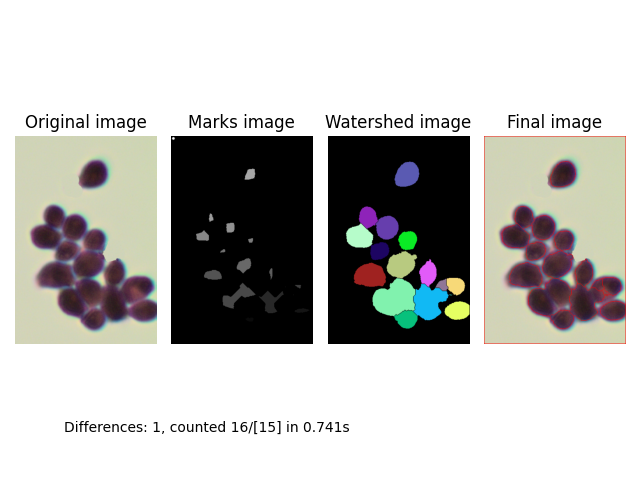 Original image
Marks image
Watershed image
Final image
Differences: 1, counted 16/[15] in 0.741s